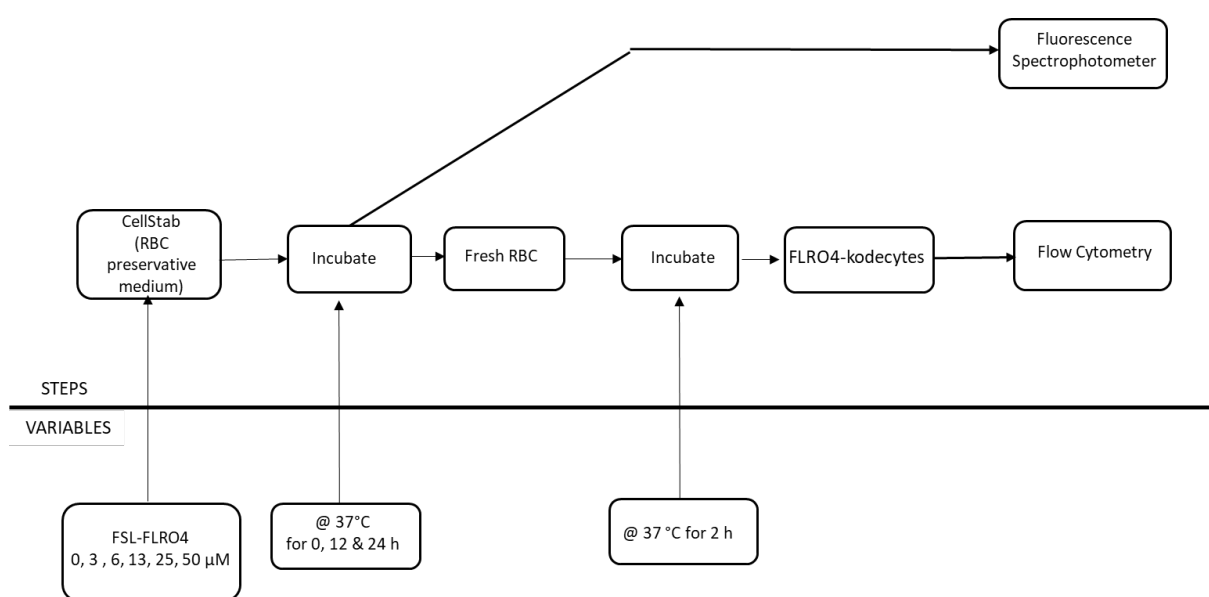 Fluorescence
Spectrophotometer
CellStab
(RBC
preservative
medium)
Incubate
Fresh RBC
Incubate
FLRO4-kodecytes
Flow Cytometry
STEPS
VARIABLES
FSL-FLRO4
0, 3 , 6, 13, 25, 50 µM
@ 37°C
for 0, 12 & 24 h
@ 37 °C for 2 h